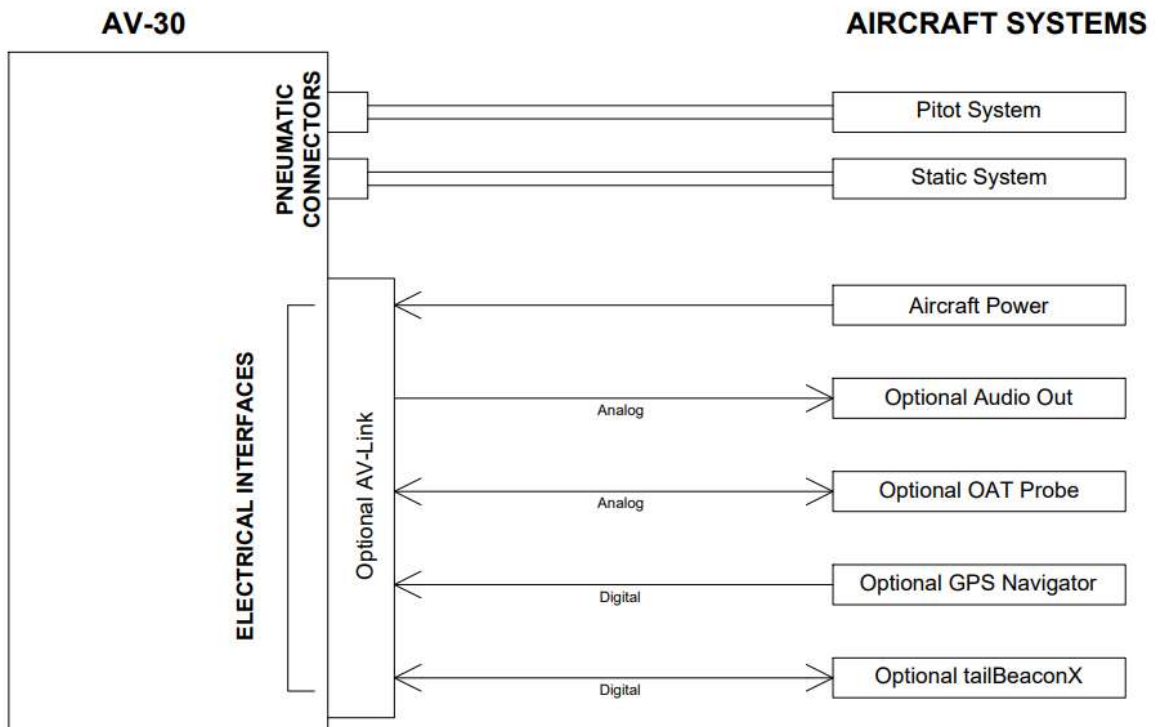 AV-30
AIRCRAFT SYSTEMS
PNEUMATIC
CONNECTORS
Pitot System
Static System
ELECTRICAL INTERFACES
Optional AV-Link
Aircraft Power
Analog
Optional Audio Out
Analog
Optional OAT Probe
Digital
Optional GPS Navigator
Digital
Optional tailBeaconX